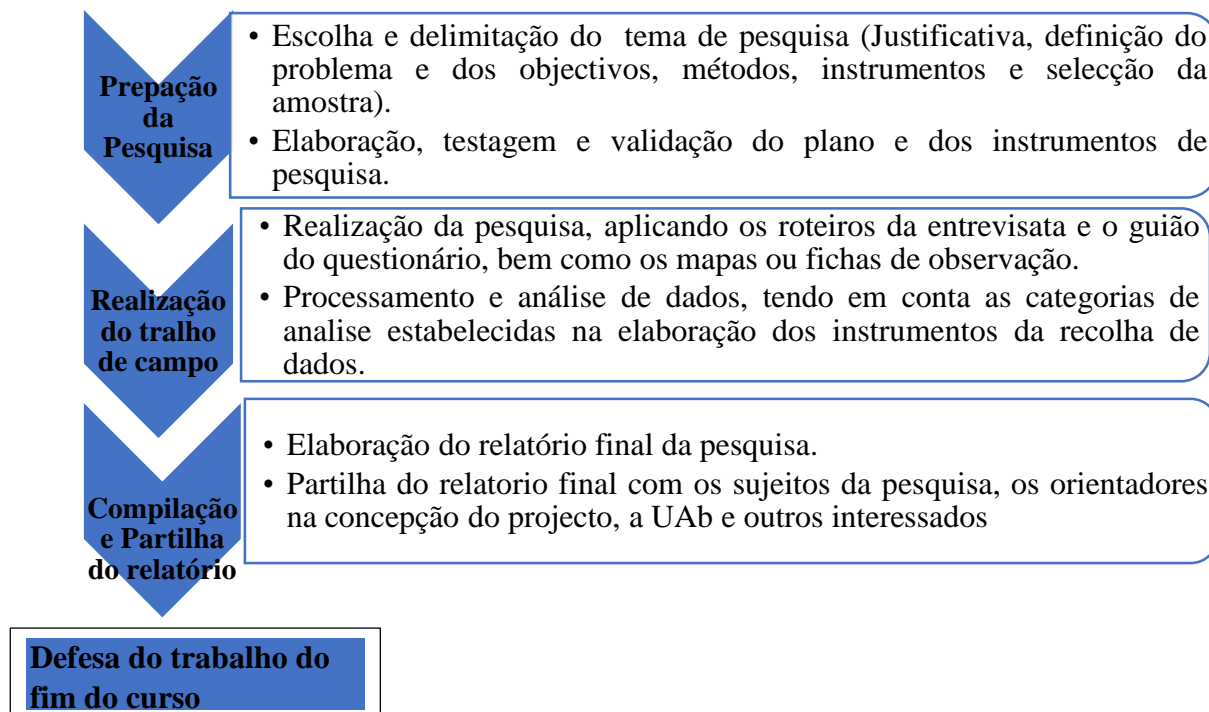 Prepação
da
Pesquisa
• Escolha e delimitação do tema de pesquisa (Justificativa, definição do
problema e dos objectivos, métodos, instrumentos e selecção da
amostra).
• Elaboração, testagem e validação do plano e dos instrumentos de
pesquisa.
Realização
do tralho
de campo
• Realização da pesquisa, aplicando os roteiros da entrevisata e o guião
do questionário, bem como os mapas ou fichas de observação.
• Processamento e análise de dados, tendo em conta as categorias de
analise estabelecidas na elaboração dos instrumentos da recolha de
dados.
Compilação
e Partilha
do relatório
• Elaboração do relatório final da pesquisa.
• Partilha do relatorio final com os sujeitos da pesquisa, os orientadores
na concepção do projecto, a UAb e outros interessados
Defesa do trabalho do
fim do curso